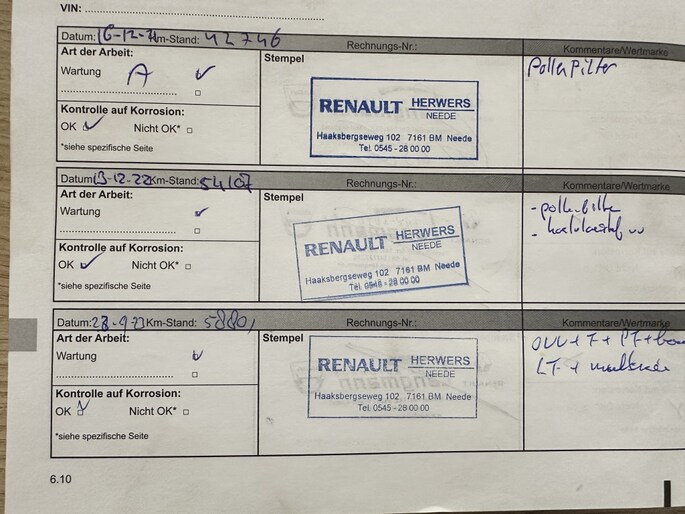 VIN:
Datum: 16-12-21 Km-Stand: 42746 Rechnungs-Nr.: Kommentare/Wertmarke
Art der Arbeit: Stempel Pollenfilter
Wartung A
RENAULT HERWERS
NEEDE
Haaksbergseweg 102 7161 BM Neede
Tel: 0545 - 28 00 00
Kontrolle auf Korrosion:
OK Nicht OK*
*siehe spezifische Seite
Datum: 13-12-22 Km-Stand: 54107 Rechnungs-Nr.: Kommentare/Wertmarke
Art der Arbeit: Stempel
Wartung
RENAULT HERWERS
NEEDE
Haaksbergseweg 102 7161 BM Neede
Tel: 0545 - 28 00 00
Kontrolle auf Korrosion:
OK Nicht OK*
*siehe spezifische Seite
Datum: Km-Stand: Rechnungs-Nr.: Kommentare/Wertmarke
Art der Arbeit: Stempel
Wartung
RENAULT HERWERS
NEEDE
Haaksbergseweg 102 7161 BM Neede
Tel. 0545 - 28 00 00
Kontrolle auf Korrosion:
OK Nicht OK*
*siehe spezifische Seite
6.10